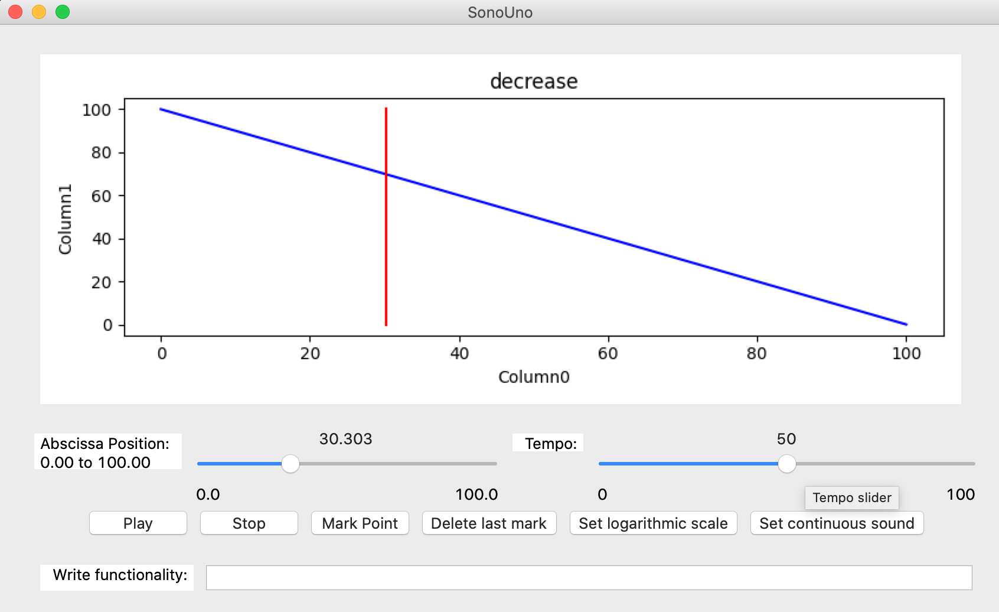 SonoUno
decrease
100
80
60
40
20
0
Column1
0 20 40 60 80 100
Column0
Abscissa Position:
0.00 to 100.00
30.303
0.0 100.0
Tempo:
50
0 100
Tempo slider
Play Stop Mark Point Delete last mark Set logarithmic scale Set continuous sound
Write functionality: